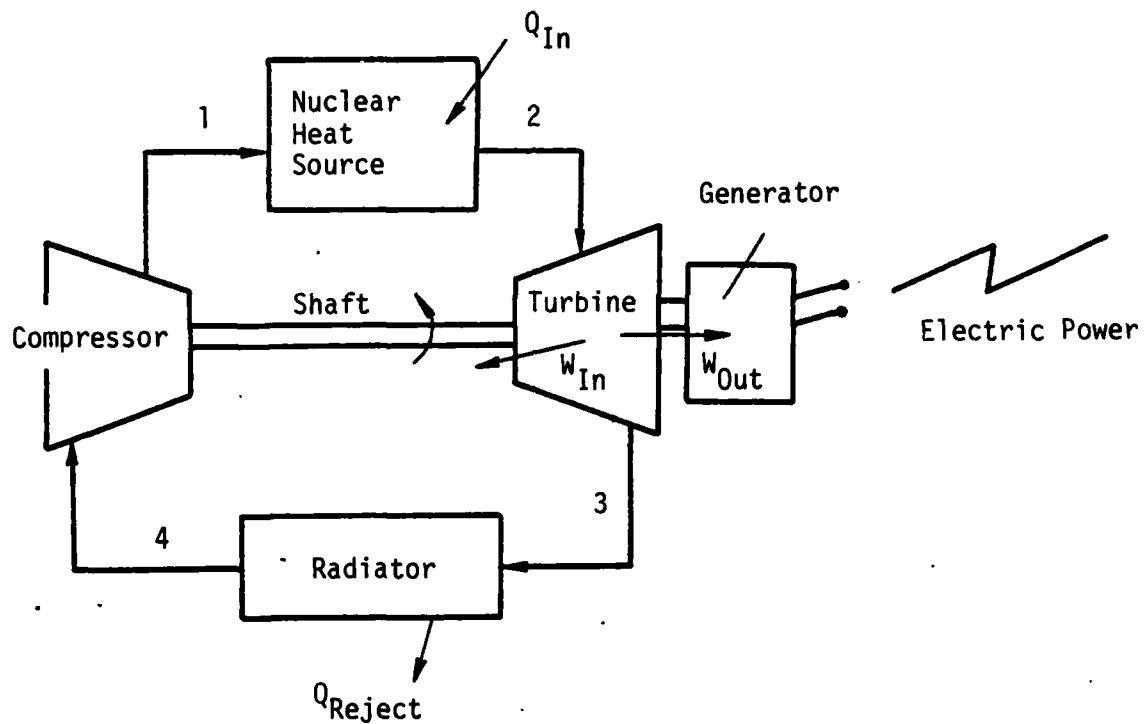 Q_In
Nuclear
Heat
Source
1
2
Generator
Compressor
Shaft
Turbine
W_In
W_Out
Electric Power
3
4
Radiator
Q_Reject